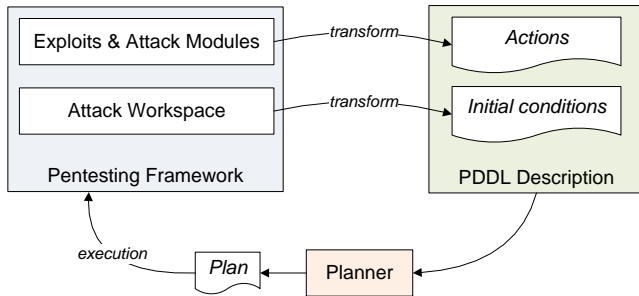 Exploits & Attack Modules
transform
Actions
Attack Workspace
transform
Initial conditions
Pentesting Framework
PDDL Description
execution
Plan
Planner